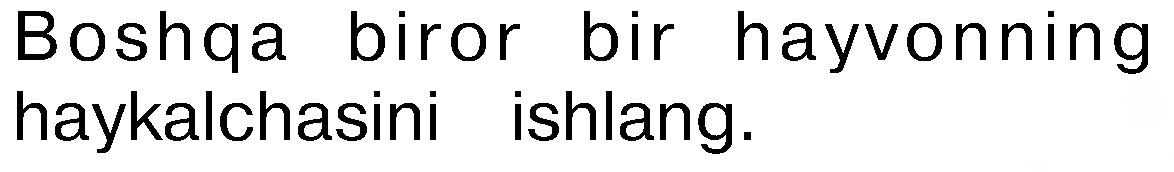 Boshqa biror bir hayvonning
haykalchasini ishlang.